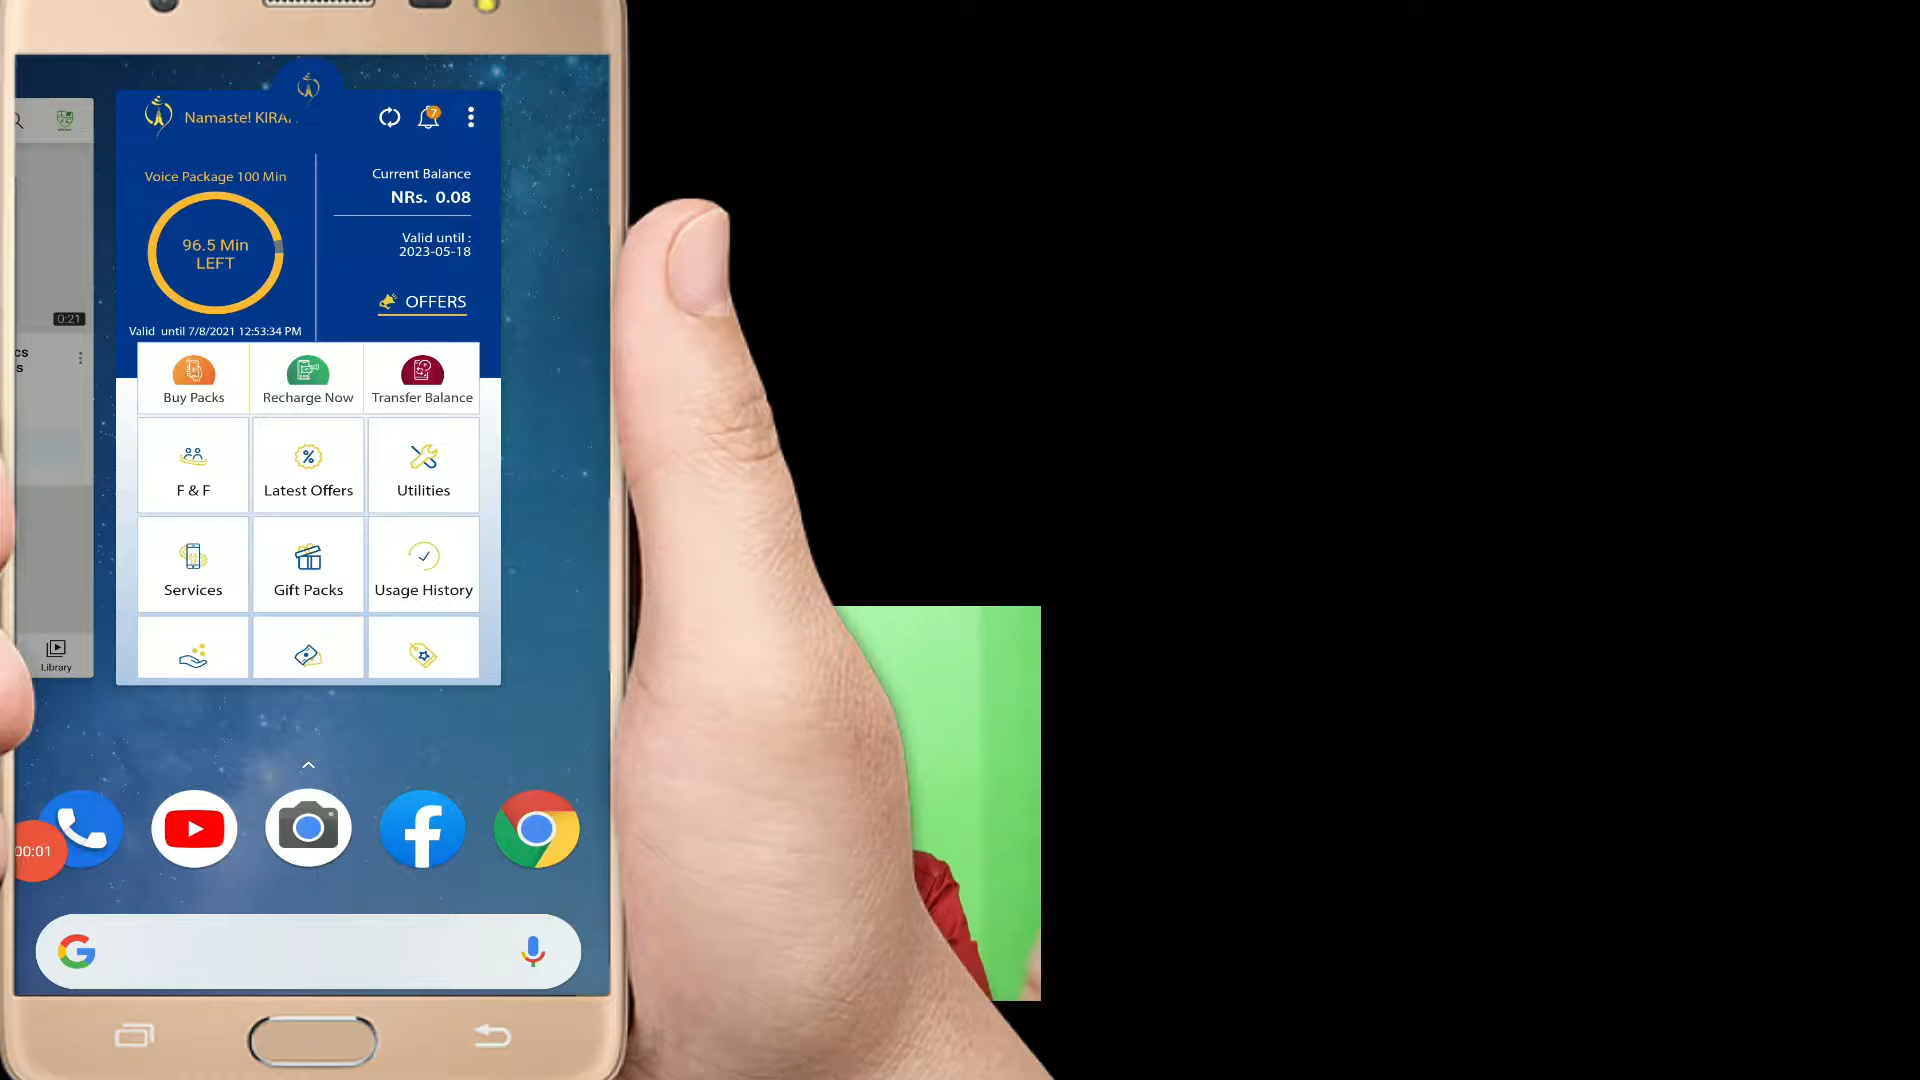 Namaste! KIRA
7
Voice Package 100 Min
96.5 Min
LEFT
Valid until 7/8/2021 12:53:34 PM
Current Balance
NRs. 0.08
Valid until :
2023-05-18
OFFERS
Buy Packs
Recharge Now
Transfer Balance
F & F
Latest Offers
Utilities
Services
Gift Packs
Usage History
0:21
cs
s
Library
00:01